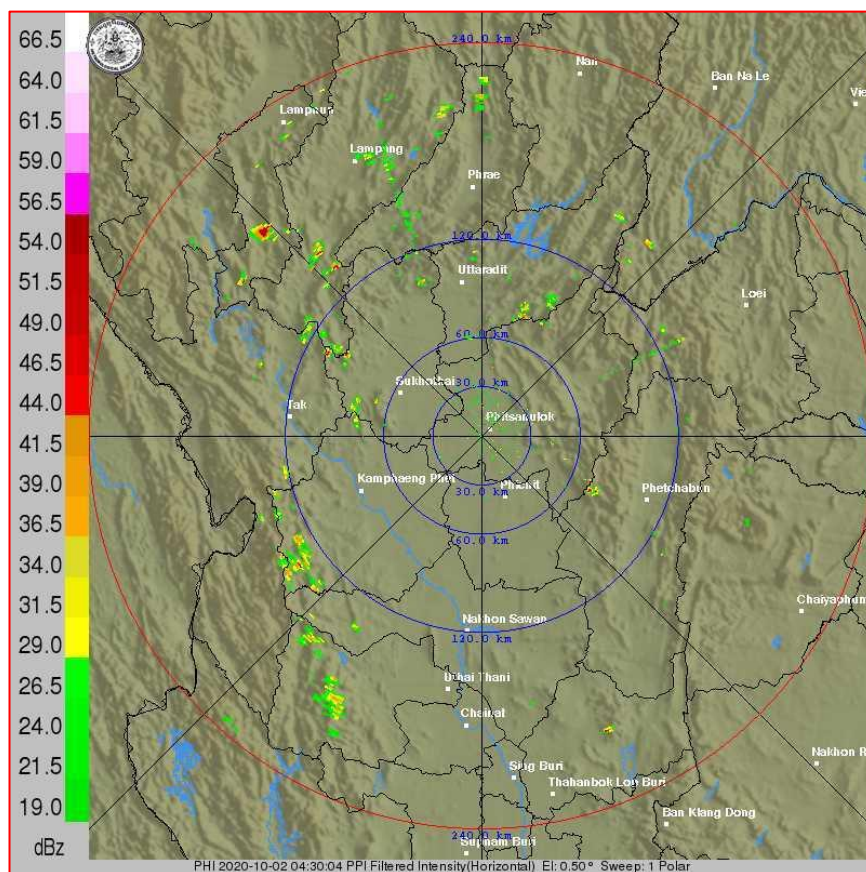 66.5
64.0
61.5
59.0
56.5
54.0
51.5
49.0
46.5
44.0
41.5
39.0
36.5
34.0
31.5
29.0
26.5
24.0
21.5
19.0
dBz
240.0 km
Nan
Ban Na Le
Vie
Lamphun
Lampang
Phrae
120.0 km
Uttaradit
Loei
60.0 km
30.0 km
Sukhothai
Tak
Phitsanulok
Kamphaeng Phet
30.0 km
Phichit
Phetchabun
60.0 km
Chaiyaphum
Nakhon Sawan
120.0 km
Uthai Thani
Chainat
Nakhon R
Sing Buri
Thahanbok Lop Buri
Ban Klang Dong
240.0 km
Suphan Buri
PHI 2020-10-02 04:30:04 PPI Filtered Intensity(Horizontal) El: 0.50° Sweep: 1 Polar